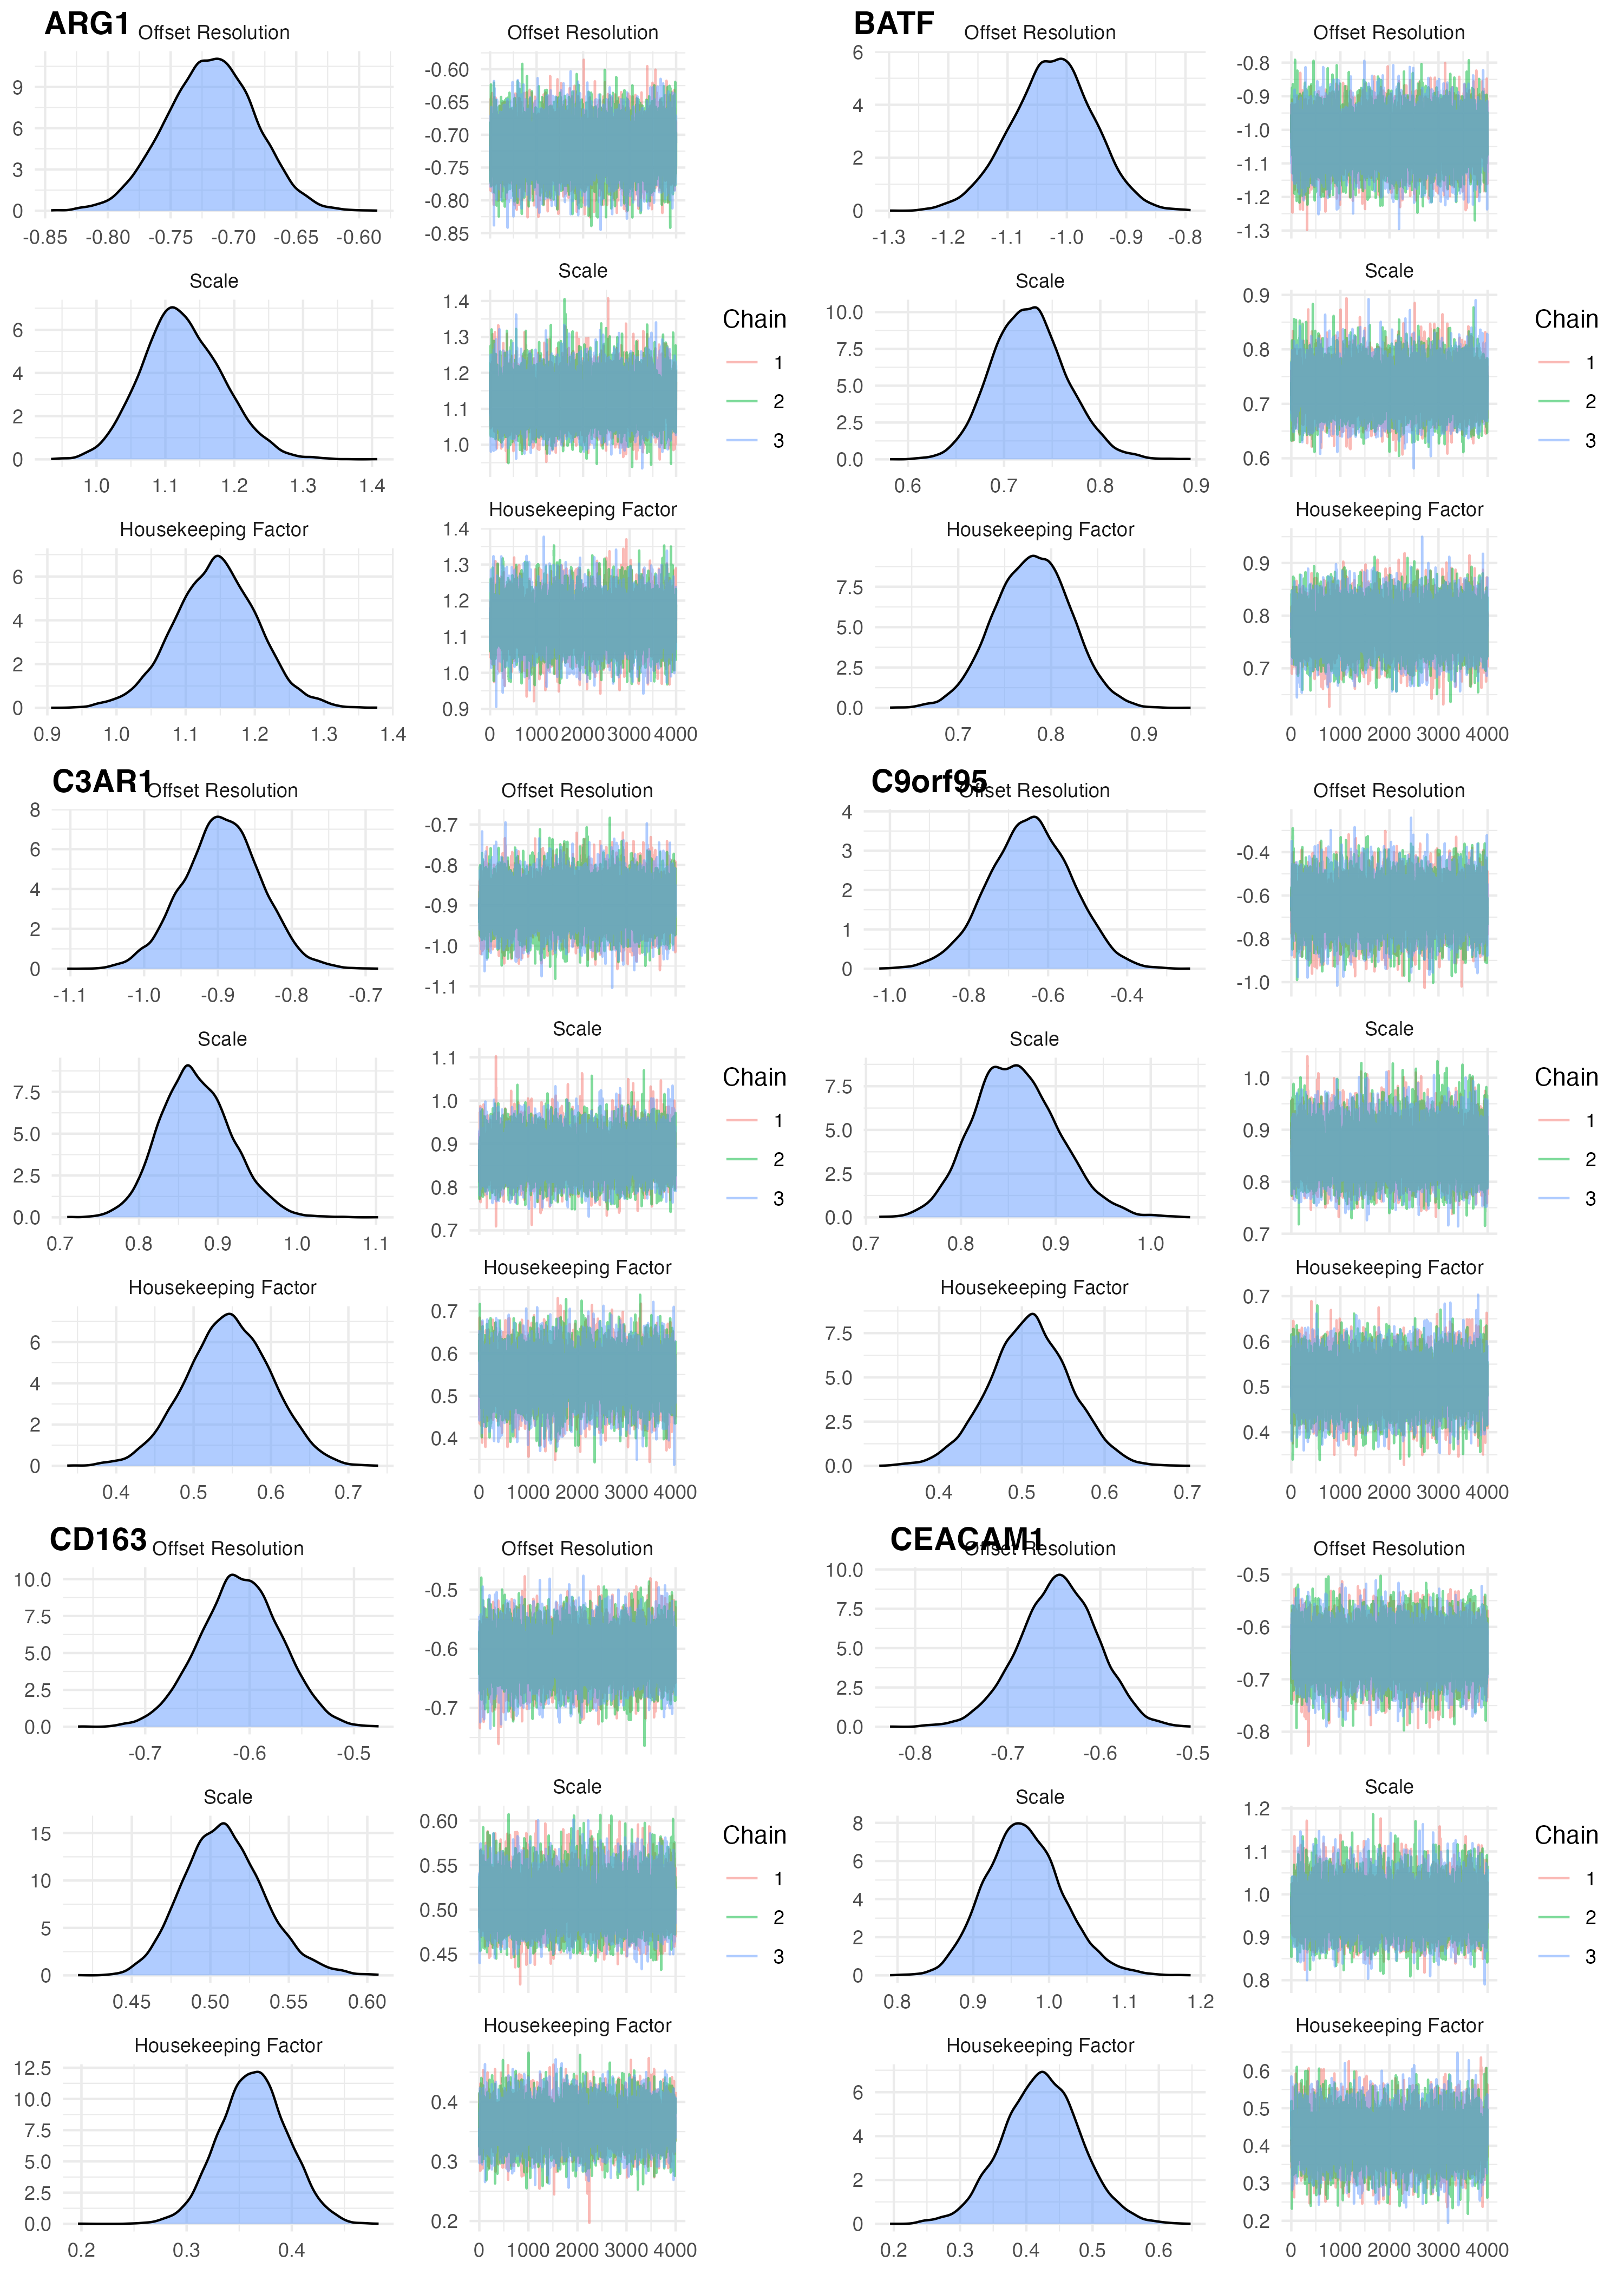 ARG1
Offset Resolution
9
6
3
0
-0.85 -0.80 -0.75 -0.70 -0.65 -0.60
Offset Resolution
-0.60
-0.65
-0.70
-0.75
-0.80
-0.85
Scale
6
4
2
0
1.0 1.1 1.2 1.3 1.4
Scale
1.4
1.3
1.2
1.1
1.0
Housekeeping Factor
6
4
2
0
0.9 1.0 1.1 1.2 1.3 1.4
Housekeeping Factor
1.4
1.3
1.2
1.1
1.0
0.9
0 1000 2000 3000 4000
Chain
1
2
3
BATF
Offset Resolution
6
4
2
0
-1.3 -1.2 -1.1 -1.0 -0.9 -0.8
Offset Resolution
-0.8
-0.9
-1.0
-1.1
-1.2
-1.3
Scale
10.0
7.5
5.0
2.5
0.0
0.6 0.7 0.8 0.9
Scale
0.9
0.8
0.7
0.6
Housekeeping Factor
7.5
5.0
2.5
0.0
0.7 0.8 0.9
Housekeeping Factor
0.9
0.8
0.7
0 1000 2000 3000 4000
Chain
1
2
3
C3AR1
Offset Resolution
8
6
4
2
0
-1.1 -1.0 -0.9 -0.8 -0.7
Offset Resolution
-0.7
-0.8
-0.9
-1.0
-1.1
Scale
7.5
5.0
2.5
0.0
0.7 0.8 0.9 1.0 1.1
Scale
1.1
1.0
0.9
0.8
0.7
Housekeeping Factor
6
4
2
0
0.4 0.5 0.6 0.7
Housekeeping Factor
0.7
0.6
0.5
0.4
0 1000 2000 3000 4000
Chain
1
2
3
C9orf95
Offset Resolution
4
3
2
1
0
-1.0 -0.8 -0.6 -0.4
Offset Resolution
-0.4
-0.6
-0.8
-1.0
Scale
7.5
5.0
2.5
0.0
0.7 0.8 0.9 1.0
Scale
1.0
0.9
0.8
0.7
Housekeeping Factor
7.5
5.0
2.5
0.0
0.4 0.5 0.6 0.7
Housekeeping Factor
0.7
0.6
0.5
0.4
0 1000 2000 3000 4000
Chain
1
2
3
CD163
Offset Resolution
10.0
7.5
5.0
2.5
0.0
-0.7 -0.6 -0.5
Offset Resolution
-0.5
-0.6
-0.7
Scale
15
10
5
0
0.45 0.50 0.55 0.60
Scale
0.60
0.55
0.50
0.45
Housekeeping Factor
12.5
10.0
7.5
5.0
2.5
0.0
0.2 0.3 0.4
Housekeeping Factor
0.4
0.3
0.2
0 1000 2000 3000 4000
Chain
1
2
3
CEACAM1
Offset Resolution
10.0
7.5
5.0
2.5
0.0
-0.8 -0.7 -0.6 -0.5
Offset Resolution
-0.5
-0.6
-0.7
-0.8
Scale
8
6
4
2
0
0.8 0.9 1.0 1.1 1.2
Scale
1.2
1.1
1.0
0.9
0.8
Housekeeping Factor
6
4
2
0
0.2 0.3 0.4 0.5 0.6
Housekeeping Factor
0.6
0.5
0.4
0.3
0.2
0 1000 2000 3000 4000
Chain
1
2
3